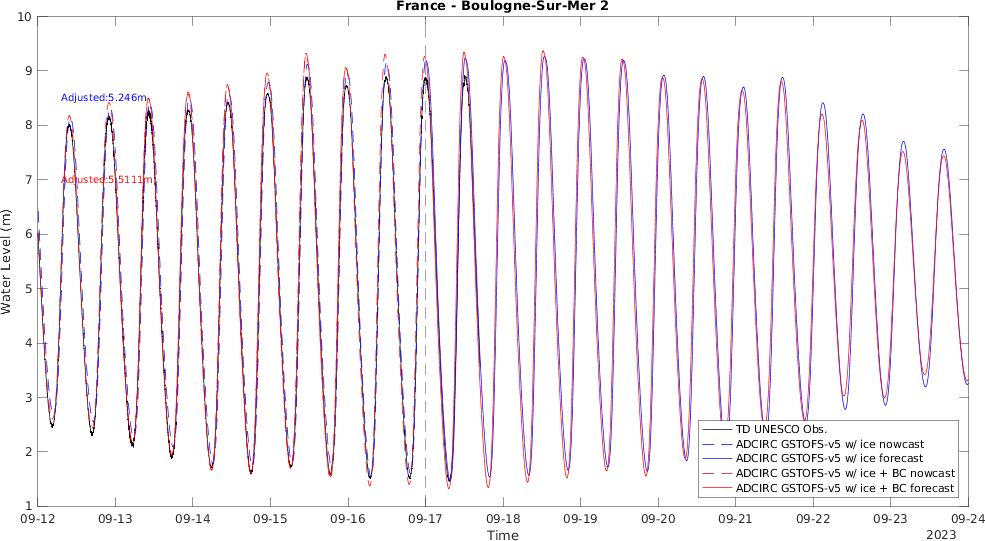 France - Boulogne-Sur-Mer 2
10
9
8
7
6
5
4
3
2
1
Water Level (m)
Adjusted:5.246m
Adjusted:5.5111m
TD UNESCO Obs.
ADCIRC GSTOFS-v5 w/ ice nowcast
ADCIRC GSTOFS-v5 w/ ice forecast
ADCIRC GSTOFS-v5 w/ ice + BC nowcast
ADCIRC GSTOFS-v5 w/ ice + BC forecast
09-12 09-13 09-14 09-15 09-16 09-17 09-18 09-19 09-20 09-21 09-22 09-23 09-24
Time
2023